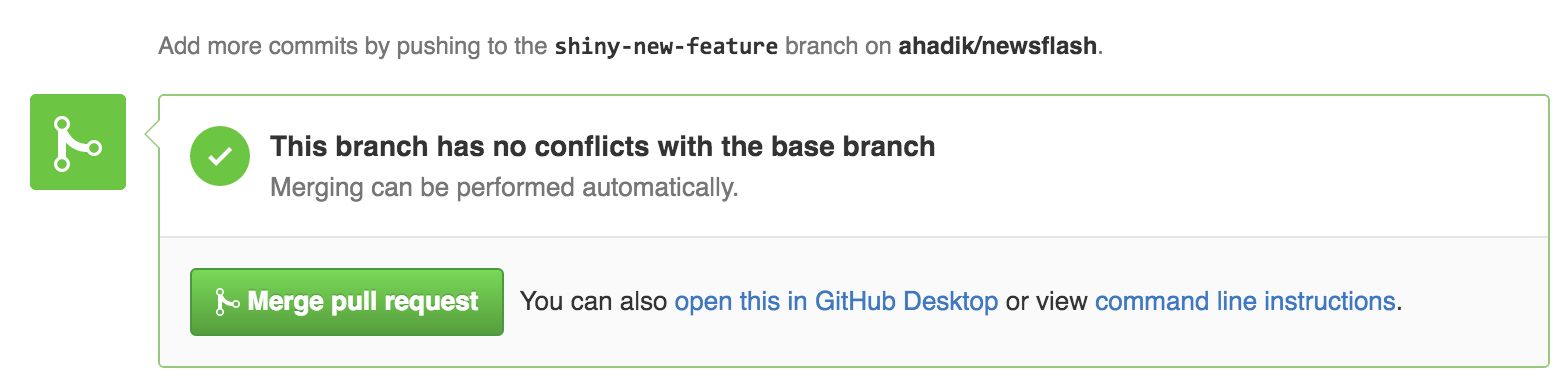 Add more commits by pushing to the shiny-new-feature branch on ahadik/newsflash.
This branch has no conflicts with the base branch
Merging can be performed automatically.
Merge pull request You can also open this in GitHub Desktop or view command line instructions.